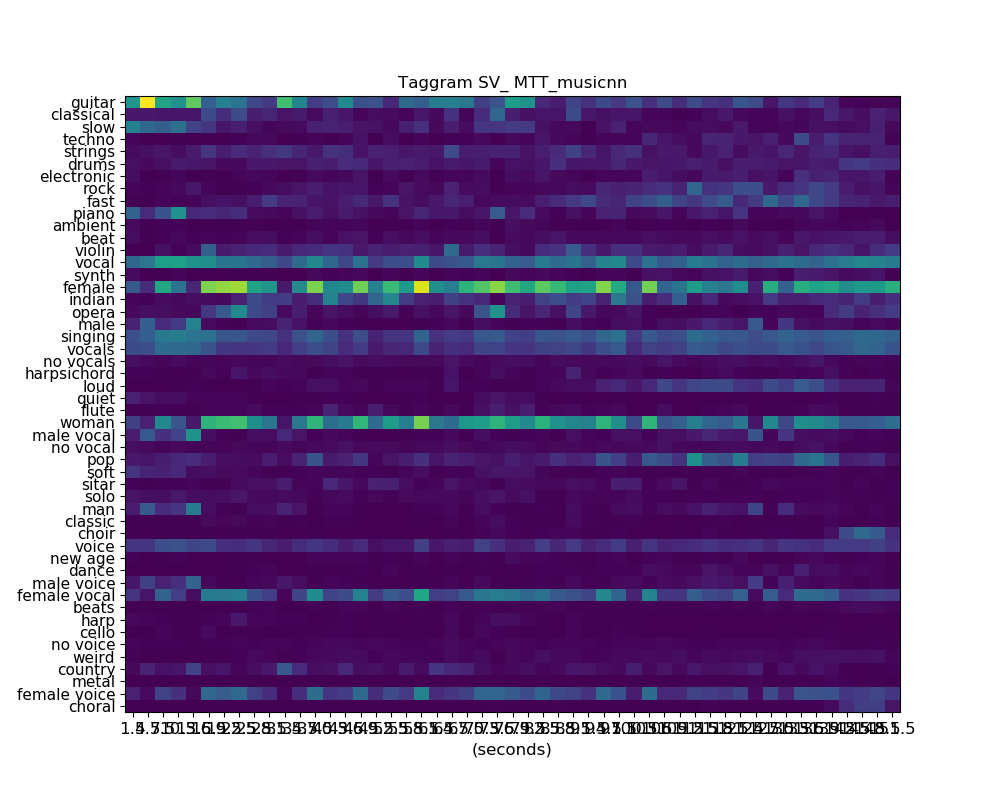 Taggram SV_ MTT_musicnn
guitar
classical
slow
techno
strings
drums
electronic
rock
fast
piano
ambient
beat
violin
vocal
synth
female
indian
opera
male
singing
vocals
no vocals
harpsichord
loud
quiet
flute
woman
male vocal
no vocal
pop
soft
sitar
solo
man
classic
choir
voice
new age
dance
male voice
female vocal
beats
harp
cello
no voice
weird
country
metal
female voice
choral
(seconds)